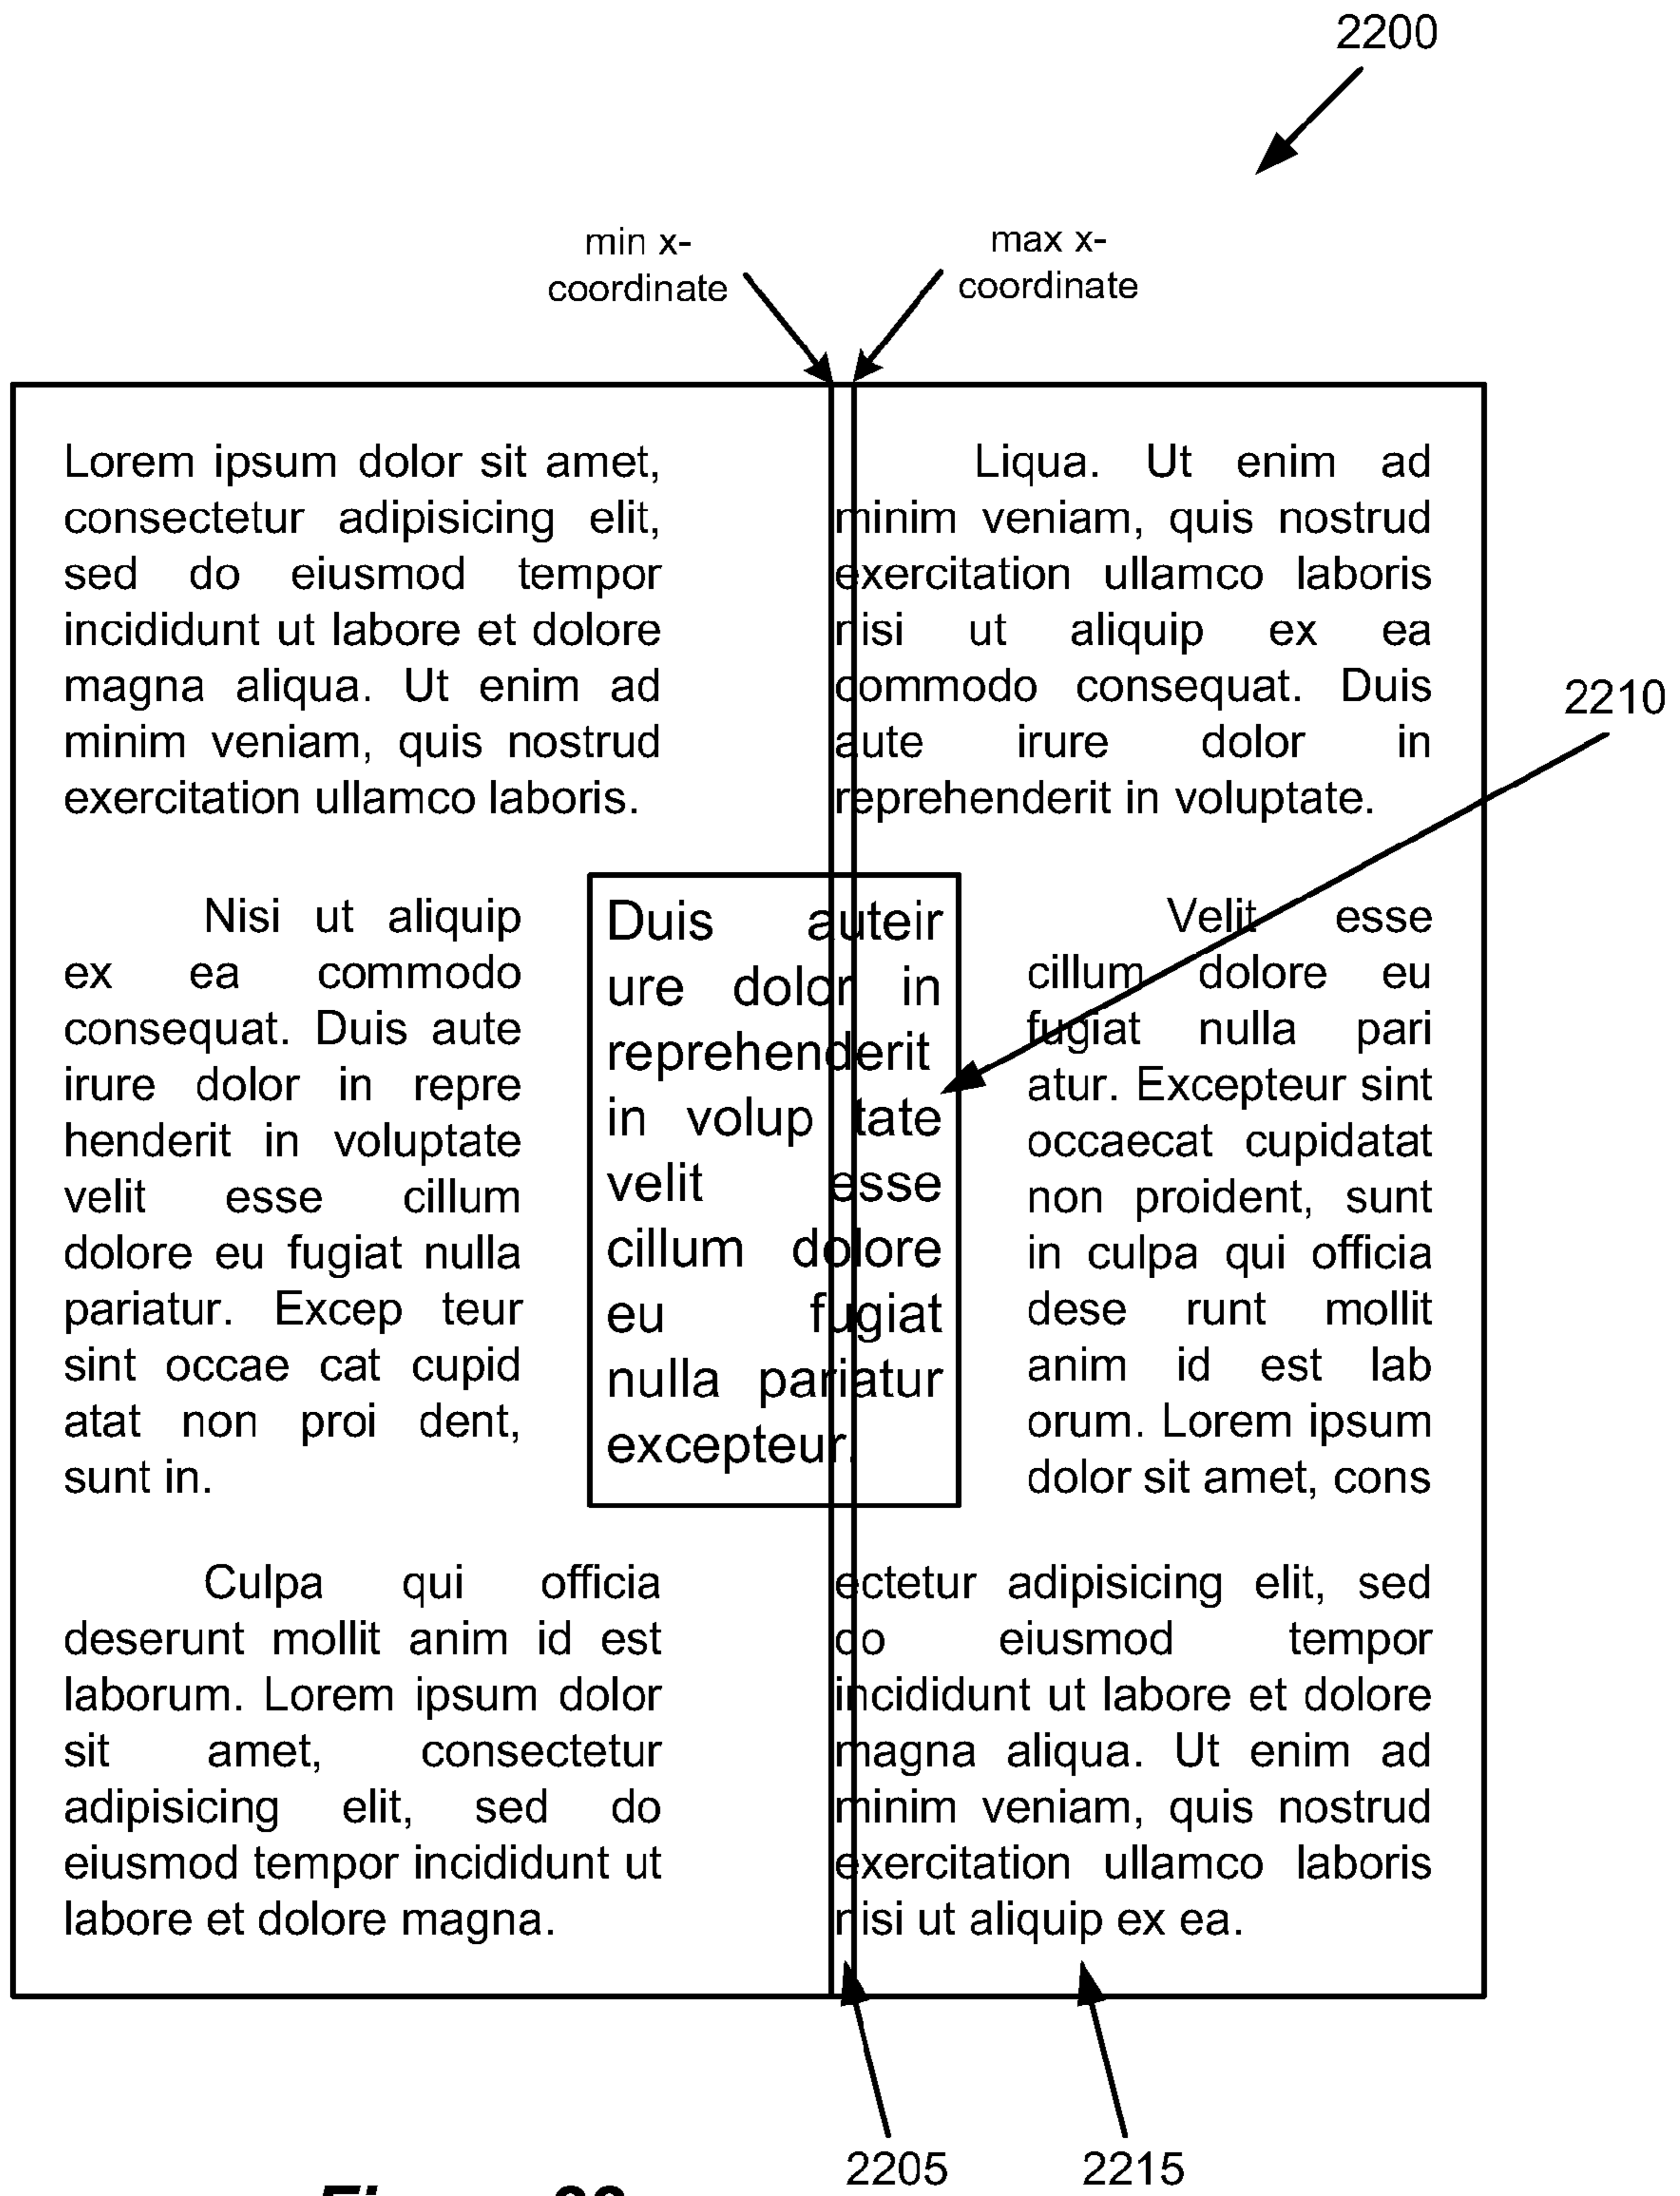 2200
min x-
coordinate
max x-
coordinate
Lorem ipsum dolor sit amet,
consectetur adipisicing elit,
sed do eiusmod tempor
incididunt ut labore et dolore
magna aliqua. Ut enim ad
minim veniam, quis nostrud
exercitation ullamco laboris.
Nisi ut aliquip
ex ea commodo
consequat. Duis aute
irure dolor in repre
henderit in voluptate
velit esse cillum
dolore eu fugiat nulla
pariatur. Excep teur
sint occae cat cupid
atat non proi dent,
sunt in.
Culpa qui officia
deserunt mollit anim id est
laborum. Lorem ipsum dolor
sit amet, consectetur
adipisicing elit, sed do
eiusmod tempor incididunt ut
labore et dolore magna.
Duis auteir
ure dolor in
reprehenderit
in volup tate
velit esse
cillum dolore
eu fugiat
nulla pariatur
excepteur.
Liqua. Ut enim ad
minim veniam, quis nostrud
exercitation ullamco laboris
nisi ut aliquip ex ea
commodo consequat. Duis
aute irure dolor in
reprehenderit in voluptate.
Velit esse
cillum dolore eu
fugiat nulla pari
atur. Excepteur sint
occaecat cupidatat
non proident, sunt
in culpa qui officia
dese runt mollit
anim id est lab
orum. Lorem ipsum
dolor sit amet, cons
ectetur adipisicing elit, sed
do eiusmod tempor
incididunt ut labore et dolore
magna aliqua. Ut enim ad
minim veniam, quis nostrud
exercitation ullamco laboris
nisi ut aliquip ex ea.
2210
2205
2215